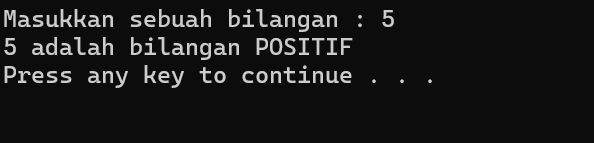 Masukkan sebuah bilangan : 5
5 adalah bilangan POSITIF
Press any key to continue . . .